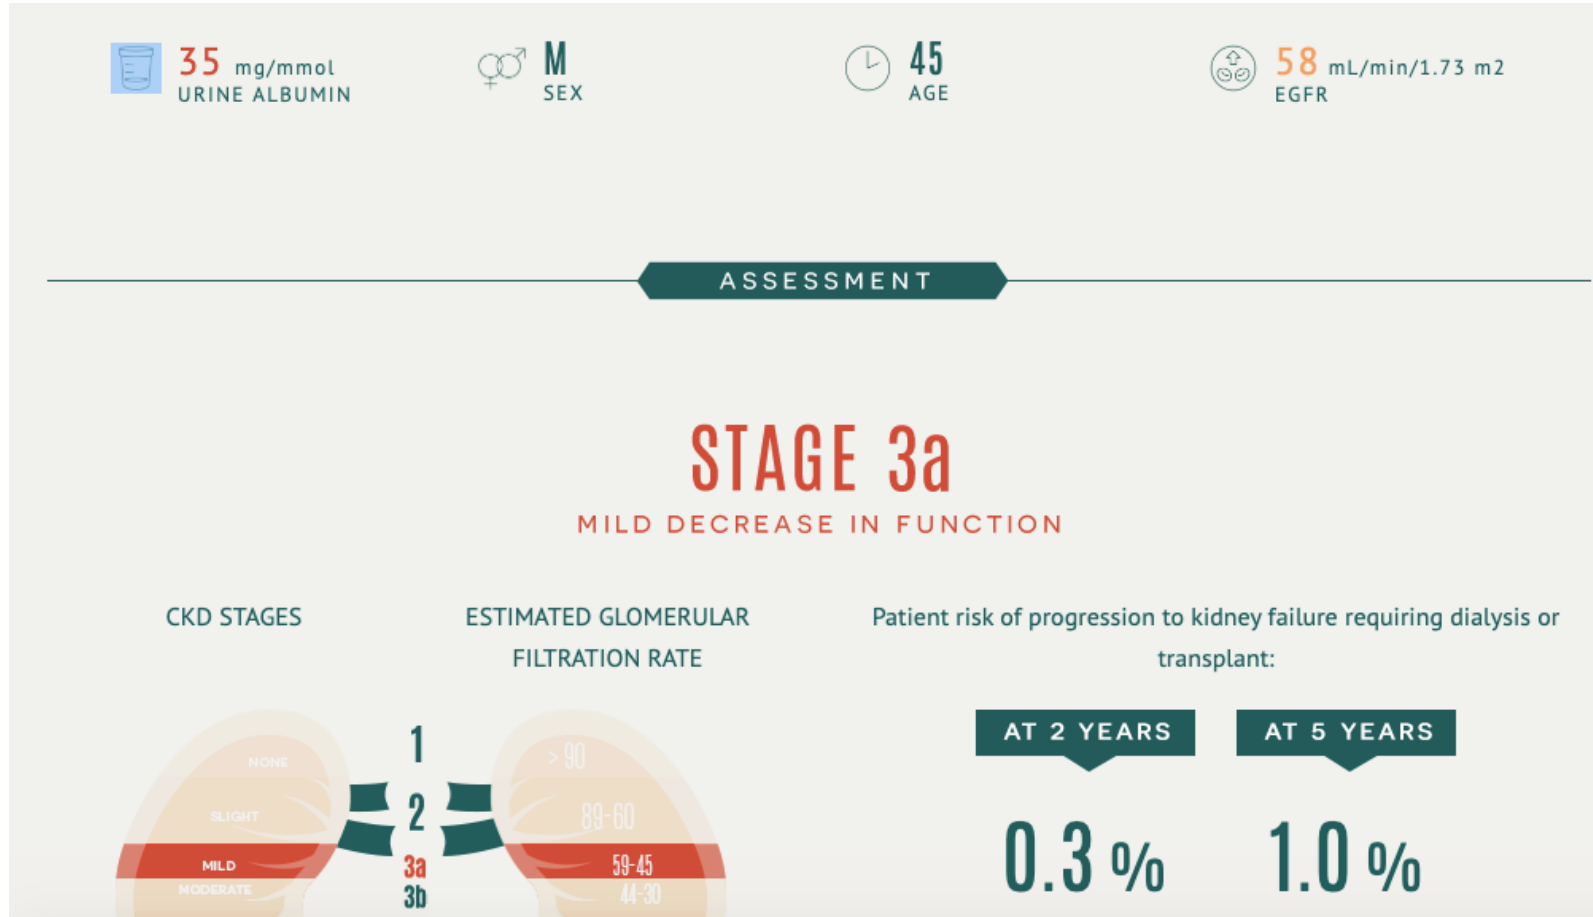 35 mg/mmol
URINE ALBUMIN
M
SEX
45
AGE
58 mL/min/1.73 m2
EGFR
ASSESSMENT
STAGE 3a
MILD DECREASE IN FUNCTION
CKD STAGES
ESTIMATED GLOMERULAR
FILTRATION RATE
Patient risk of progression to kidney failure requiring dialysis or
transplant:
NONE 1 > 90
SLIGHT 2 89-60
MILD 3a 59-45
MODERATE 3b 44-30
AT 2 YEARS AT 5 YEARS
0.3 % 1.0 %